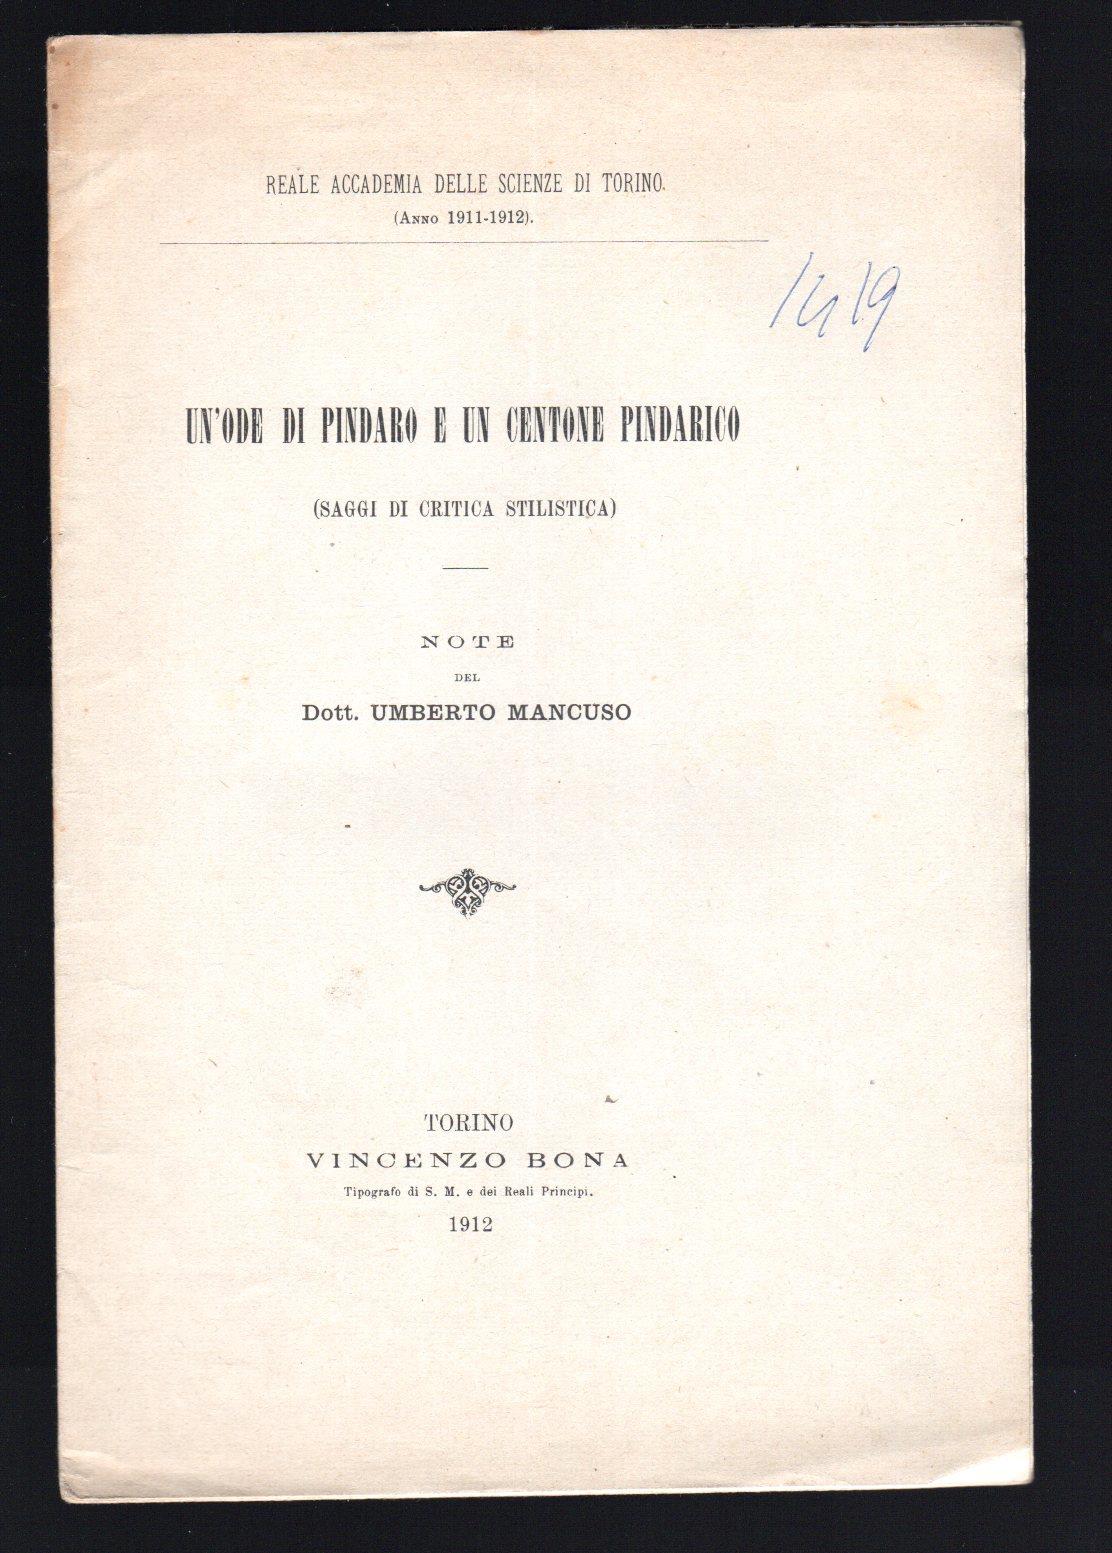 REALE ACCADEMIA DELLE SCIENZE DI TORINO.
(ANNO 1911-1912).
1419
UN'ODE DI PINDARO E UN CENTONE PINDARICO
(SAGGI DI CRITICA STILISTICA)
NOTE
DEL
Dott. UMBERTO MANCUSO
TORINO
VINCENZO BONA
Tipografo di S. M. e dei Reali Principi.
1912